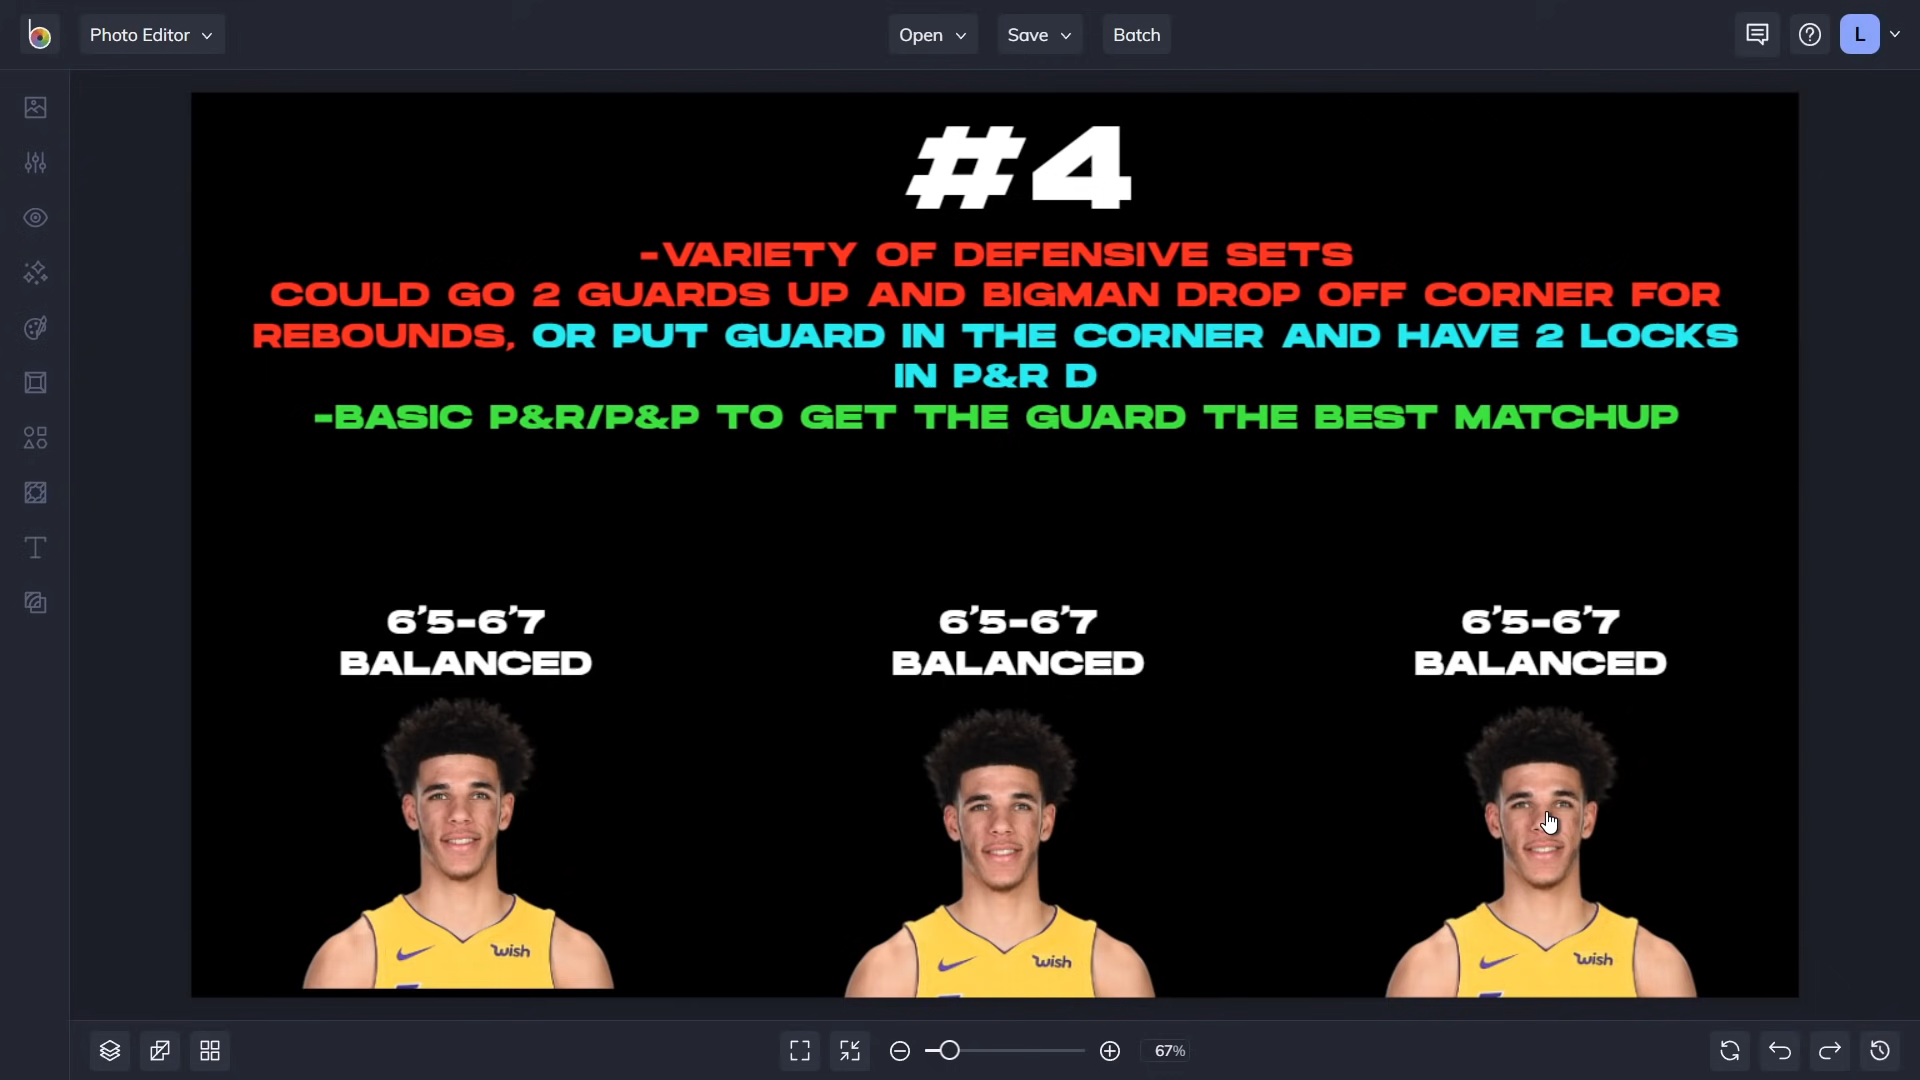 Photo Editor
Open
Save
Batch
L
#4
-VARIETY OF DEFENSIVE SETS
COULD GO 2 GUARDS UP AND BIGMAN DROP OFF CORNER FOR
REBOUNDS, OR PUT GUARD IN THE CORNER AND HAVE 2 LOCKS
IN P&R D
-BASIC P&R/P&P TO GET THE GUARD THE BEST MATCHUP
6'5-6'7
BALANCED
6'5-6'7
BALANCED
6'5-6'7
BALANCED
wish
wish
wish
67%